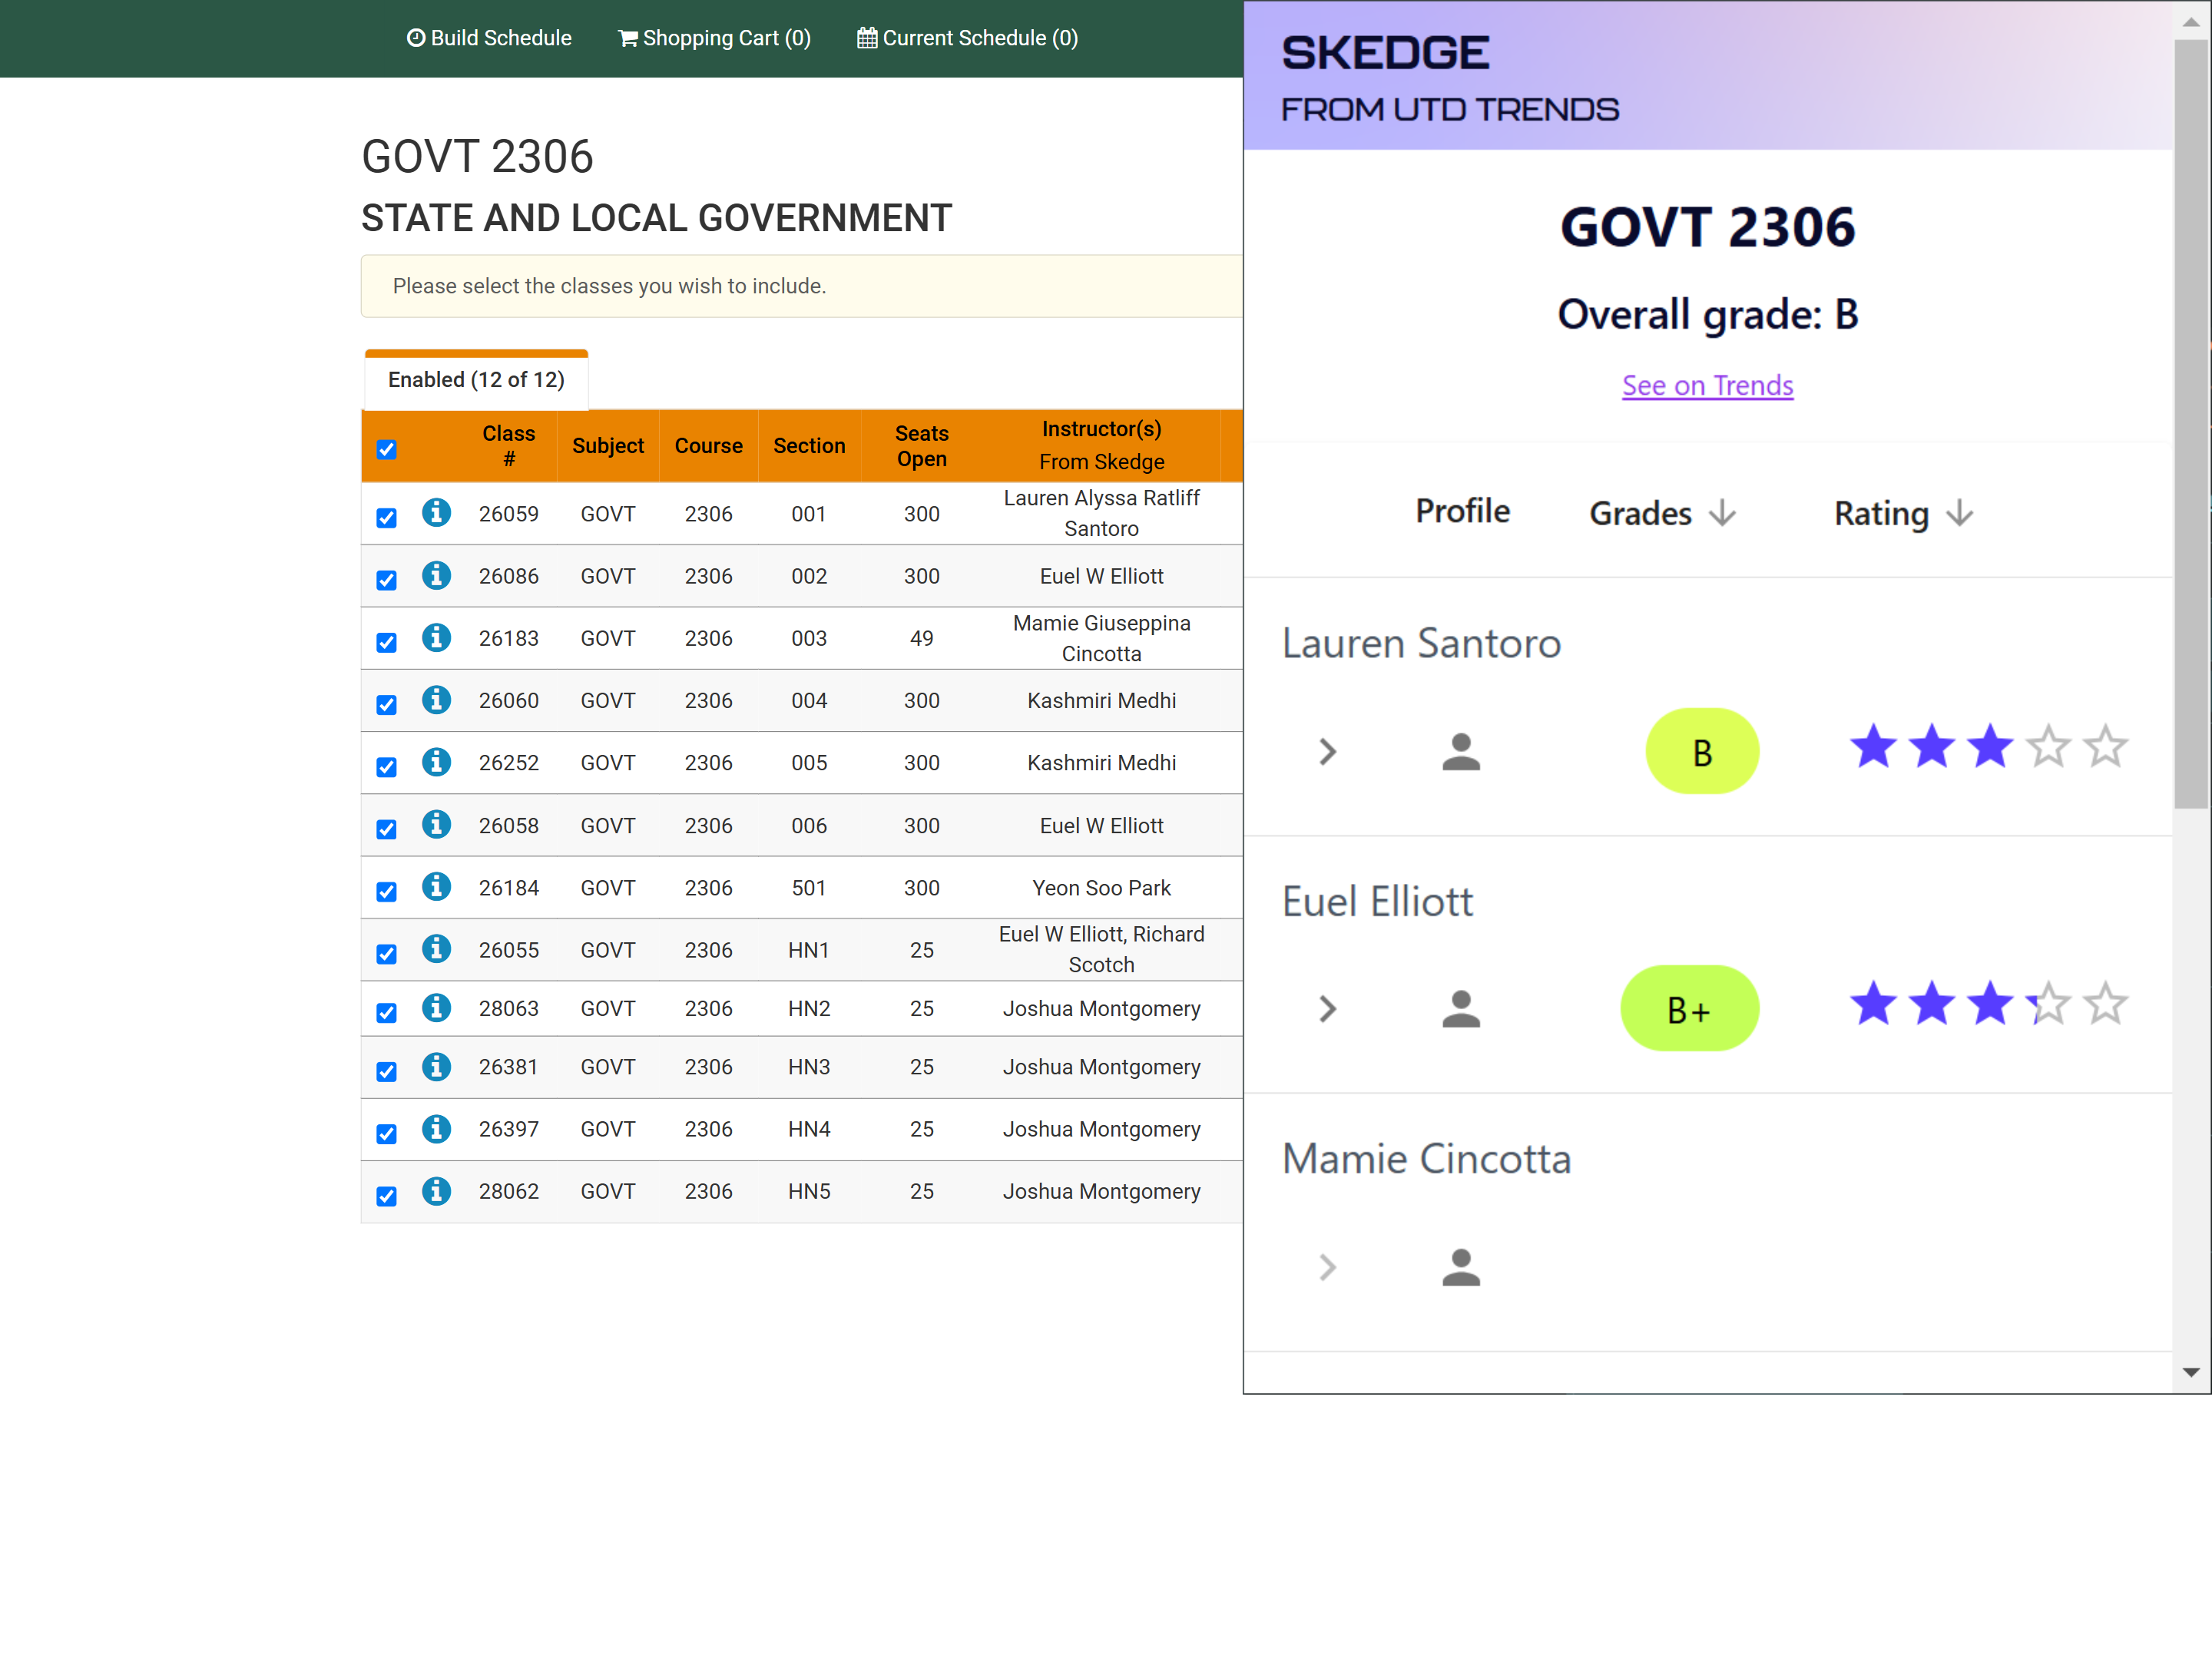 Build Schedule Shopping Cart (0) Current Schedule (0)
GOVT 2306
STATE AND LOCAL GOVERNMENT
Please select the classes you wish to include.
Enabled (12 of 12)
Class # Subject Course Section Seats Open Instructor(s) From Skedge
26059 GOVT 2306 001 300 Lauren Alyssa Ratliff Santoro
26086 GOVT 2306 002 300 Euel W Elliott
26183 GOVT 2306 003 49 Mamie Giuseppina Cincotta
26060 GOVT 2306 004 300 Kashmiri Medhi
26252 GOVT 2306 005 300 Kashmiri Medhi
26058 GOVT 2306 006 300 Euel W Elliott
26184 GOVT 2306 501 300 Yeon Soo Park
26055 GOVT 2306 HN1 25 Euel W Elliott, Richard Scotch
28063 GOVT 2306 HN2 25 Joshua Montgomery
26381 GOVT 2306 HN3 25 Joshua Montgomery
26397 GOVT 2306 HN4 25 Joshua Montgomery
28062 GOVT 2306 HN5 25 Joshua Montgomery
SKEDGE
FROM UTD TRENDS
GOVT 2306
Overall grade: B
See on Trends
Profile Grades Rating
Lauren Santoro
B
Euel Elliott
B+
Mamie Cincotta